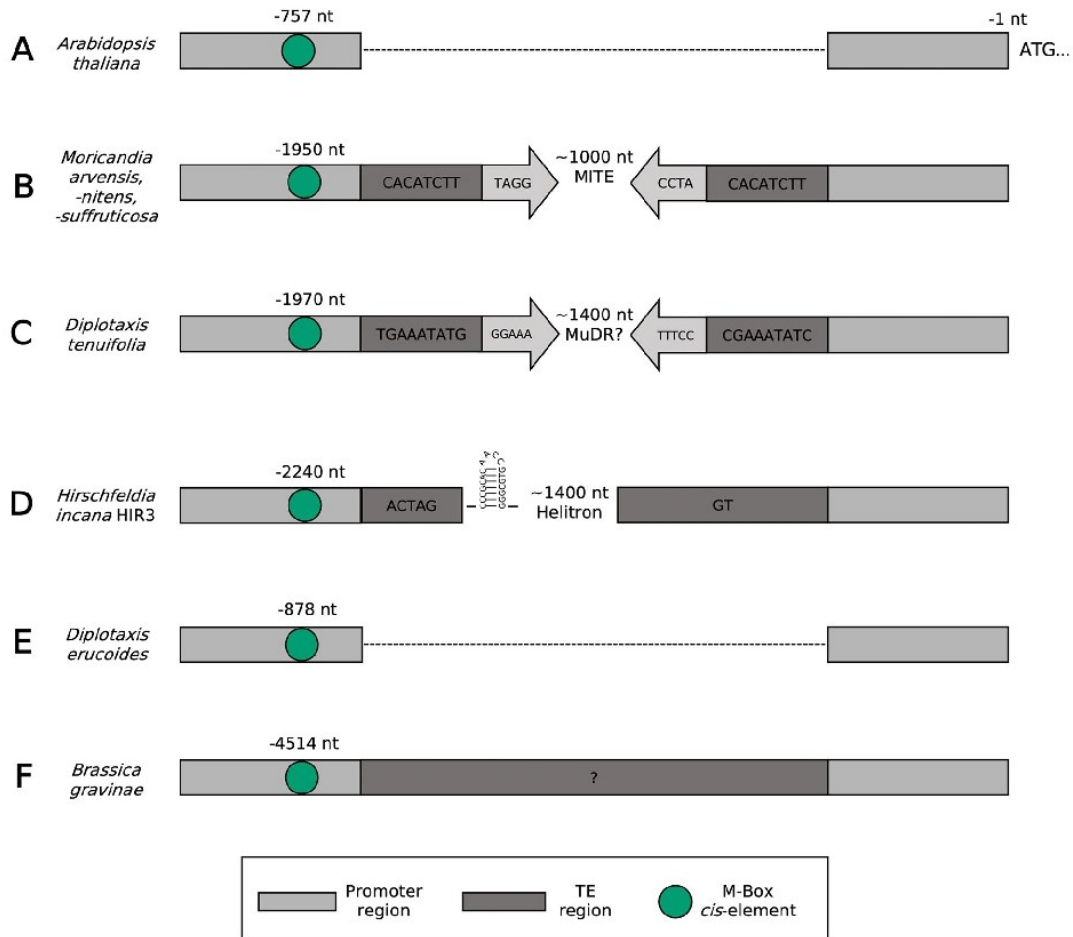 -757 nt
-1 nt
A
Arabidopsis
thaliana
ATG...
-1950 nt
B
Moricandia
arvensis,
-nitens,
-suffruticosa
CACATCTT
TAGG
~1000 nt
MITE
CCTA
CACATCTT
-1970 nt
C
Diplotaxis
tenuifolia
TGAAATATG
GGAAA
~1400 nt
MuDR?
TTTCC
CGAAATATC
-2240 nt
D
Hirschfeldia
incana HIR3
ACTAG
~1400 nt
Helitron
GT
-878 nt
E
Diplotaxis
erucoides
-4514 nt
F
Brassica
gravinae
?
Promoter
region
TE
region
M-Box
cis-element